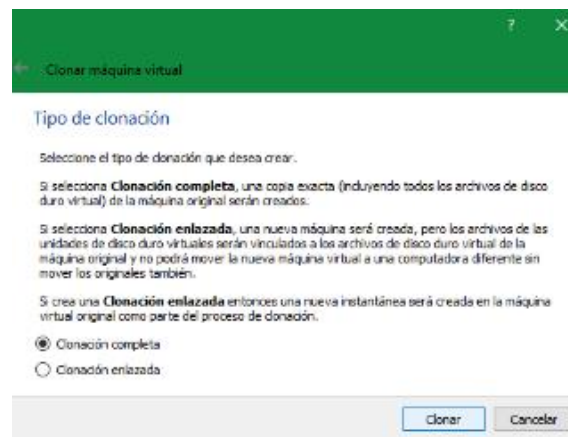 ?
Clonar máquina virtual
Tipo de clonación
Seleccione el tipo de clonación que desea crear.
Si selecciona Clonación completa, una copia exacta (incluyendo todos los archivos de disco
duro virtual) de la máquina original serán creados.
Si selecciona Clonación enlazada, una nueva máquina será creada, pero los archivos de las
unidades de disco duro virtuales serán vinculados a los archivos de disco duro virtual de la
máquina original y no podrá mover la nueva máquina virtual a una computadora diferente sin
mover los originales también.
Si crea una Clonación enlazada entonces una nueva instantánea será creada en la máquina
virtual original como parte del proceso de clonación.
Clonación completa
Clonación enlazada
Clonar Cancelar